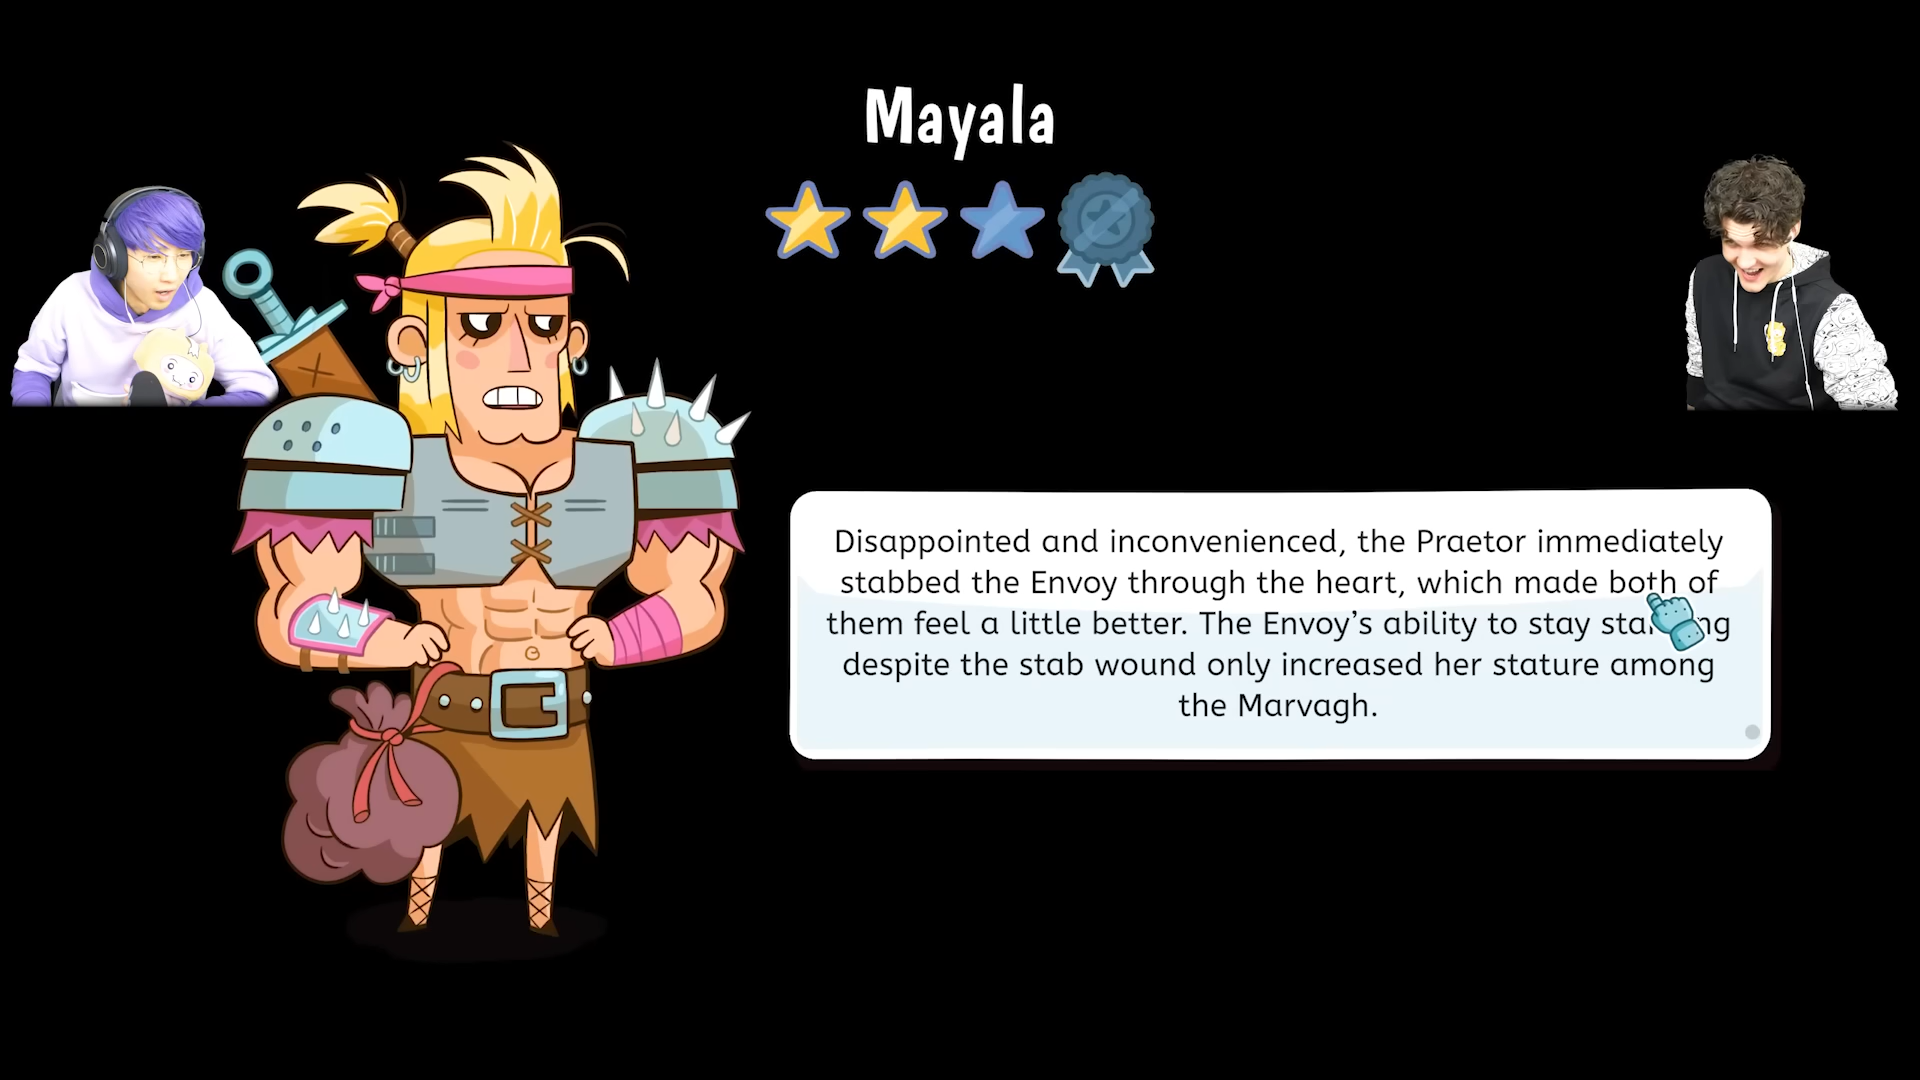 Mayala
Disappointed and inconvenienced, the Praetor immediately
stabbed the Envoy through the heart, which made both of
them feel a little better. The Envoy's ability to stay
despite the stab wound only increased her stature among
the Marvagh.